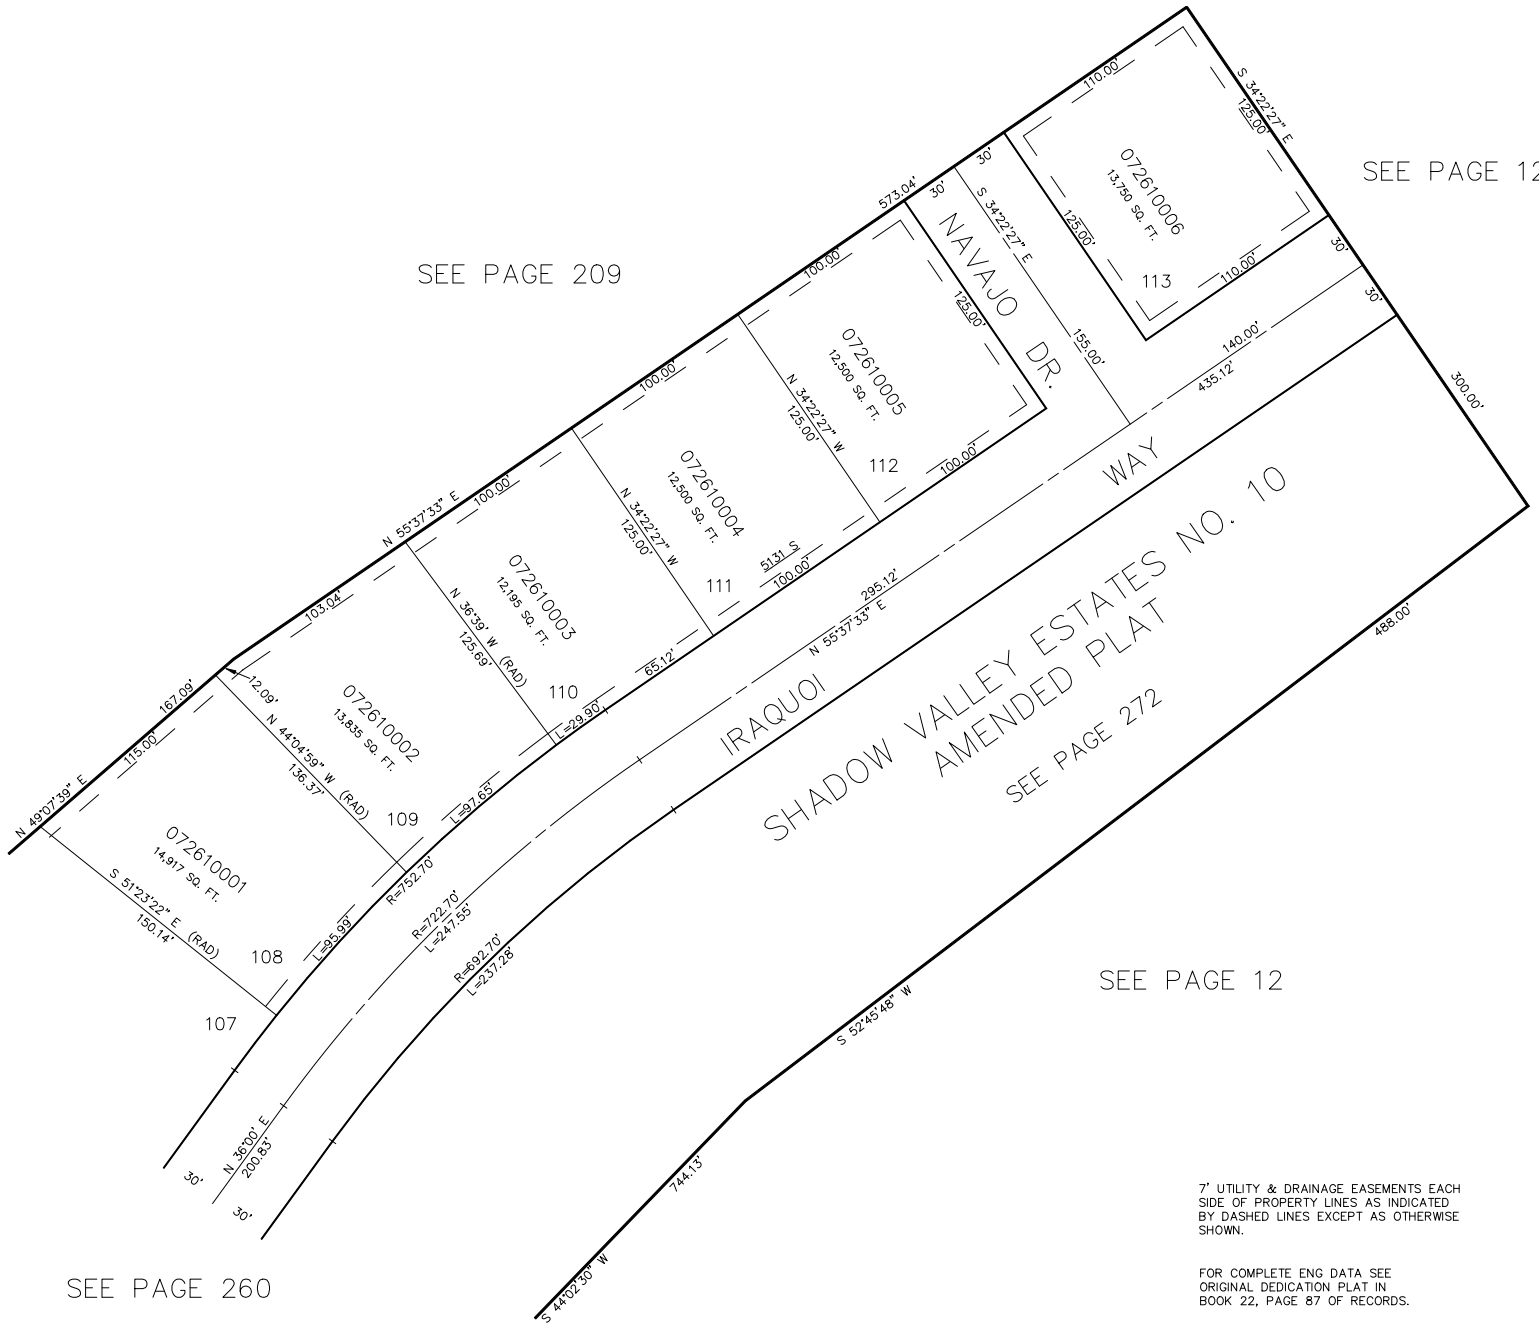 110.00'
S 34°22'27" E
125.00'
SEE PAGE 12
072610006
13,750 SQ. FT.
113
125.00'
110.00'
30'
30'
573.04'
30'
30'
S 34°22'27" E
155.00'
NAVAJO DR.
SEE PAGE 209
100.00'
125.00'
072610005
12,500 SQ. FT.
112
100.00'
N 34°22'27" W
125.00'
140.00'
435.12'
300.00'
100.00'
072610004
12,500 SQ. FT.
111
5131 S
100.00'
N 34°22'27" W
125.00'
N 55°37'33" E
100.00'
072610003
12,195 SQ. FT.
110
65.12'
L=29.90'
N 36°39' W (RAD)
125.69'
103.04'
12.09'
072610002
13,835 SQ. FT.
109
L=97.65'
N 44°04'59" W (RAD)
136.37'
167.09'
115.00'
N 49°07'39" E
072610001
14,917 SQ. FT.
108
L=95.99'
R=752.70'
S 51°23'22" E (RAD)
150.14'
107
295.12'
N 55°37'33" E
IRAQUOI WAY
R=722.70'
L=247.55'
R=692.70'
L=237.28'
N 36°00' E
200.83'
30'
30'
SHADOW VALLEY ESTATES NO. 10
AMENDED PLAT
SEE PAGE 272
488.00'
S 52°45'48" W
SEE PAGE 12
744.13'
S 44°02'30" W
SEE PAGE 260
7' UTILITY & DRAINAGE EASEMENTS EACH
SIDE OF PROPERTY LINES AS INDICATED
BY DASHED LINES EXCEPT AS OTHERWISE
SHOWN.
FOR COMPLETE ENG DATA SEE
ORIGINAL DEDICATION PLAT IN
BOOK 22, PAGE 87 OF RECORDS.